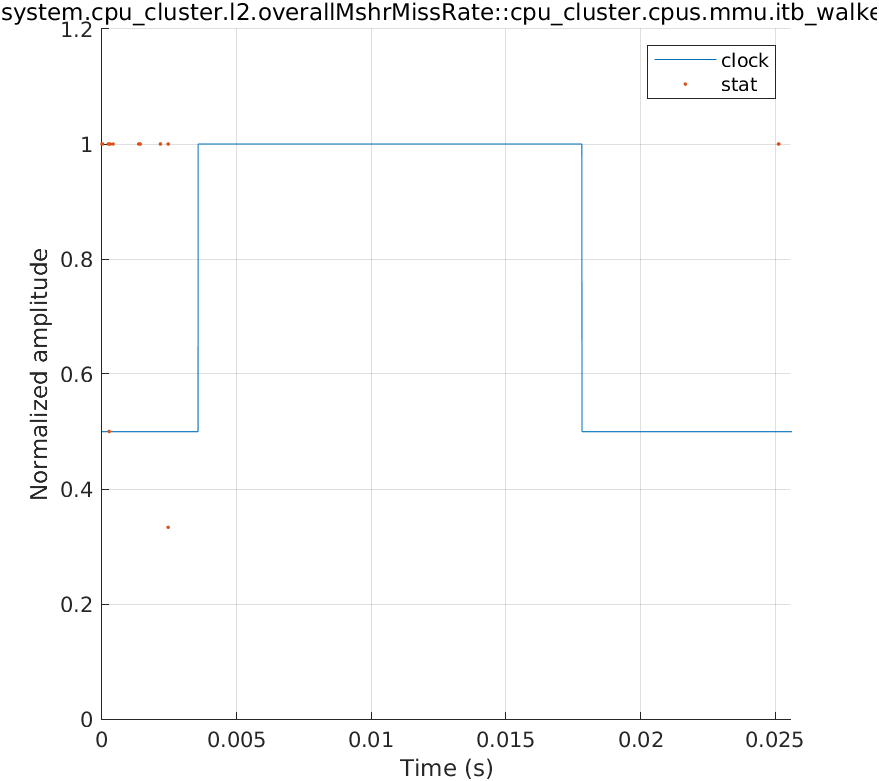 system.cpu_cluster.l2.overallMshrMissRate::cpu_cluster.cpus.mmu.itb_walke
1.2
clock
stat
1
0.8
0.6
0.4
0.2
0
Normalized amplitude
0 0.005 0.01 0.015 0.02 0.025
Time (s)